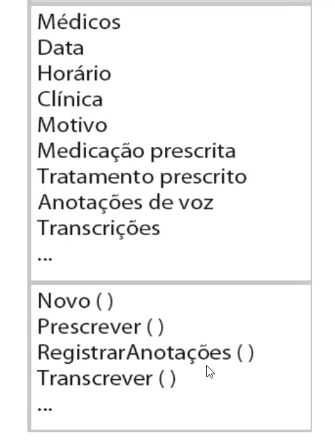 Médicos
Data
Horário
Clínica
Motivo
Medicação prescrita
Tratamento prescrito
Anotações de voz
Transcrições
...
Novo ( )
Prescrever ( )
RegistrarAnotações ( )
Transcrever ( )
...